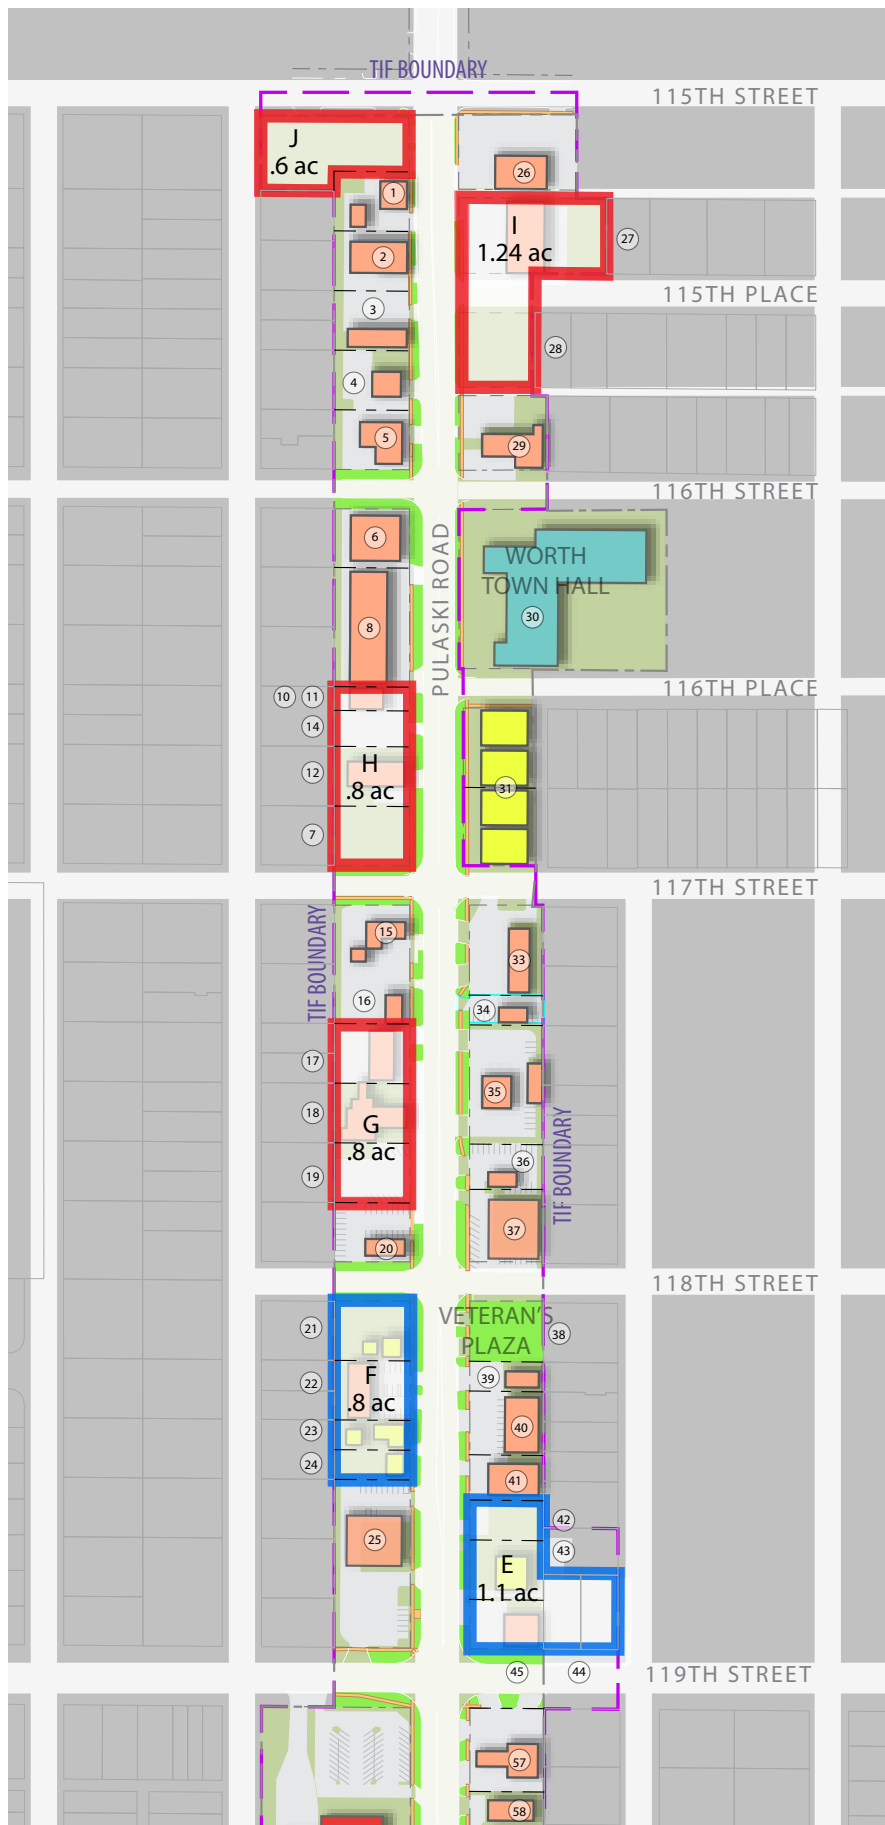 TIF BOUNDARY
115TH STREET
J
.6 ac
26
1
I
1.24 ac
27
2
115TH PLACE
3
28
4
5
29
116TH STREET
PULASKI ROAD
6
WORTH
TOWN HALL
30
8
116TH PLACE
10
11
14
H
.8 ac
12
31
7
117TH STREET
TIF BOUNDARY
15
33
16
34
17
35
18
G
.8 ac
TIF BOUNDARY
36
19
37
20
118TH STREET
VETERAN'S
PLAZA
21
38
22
F
.8 ac
39
23
40
24
41
42
25
43
E
1.1 ac
45
44
119TH STREET
57
58